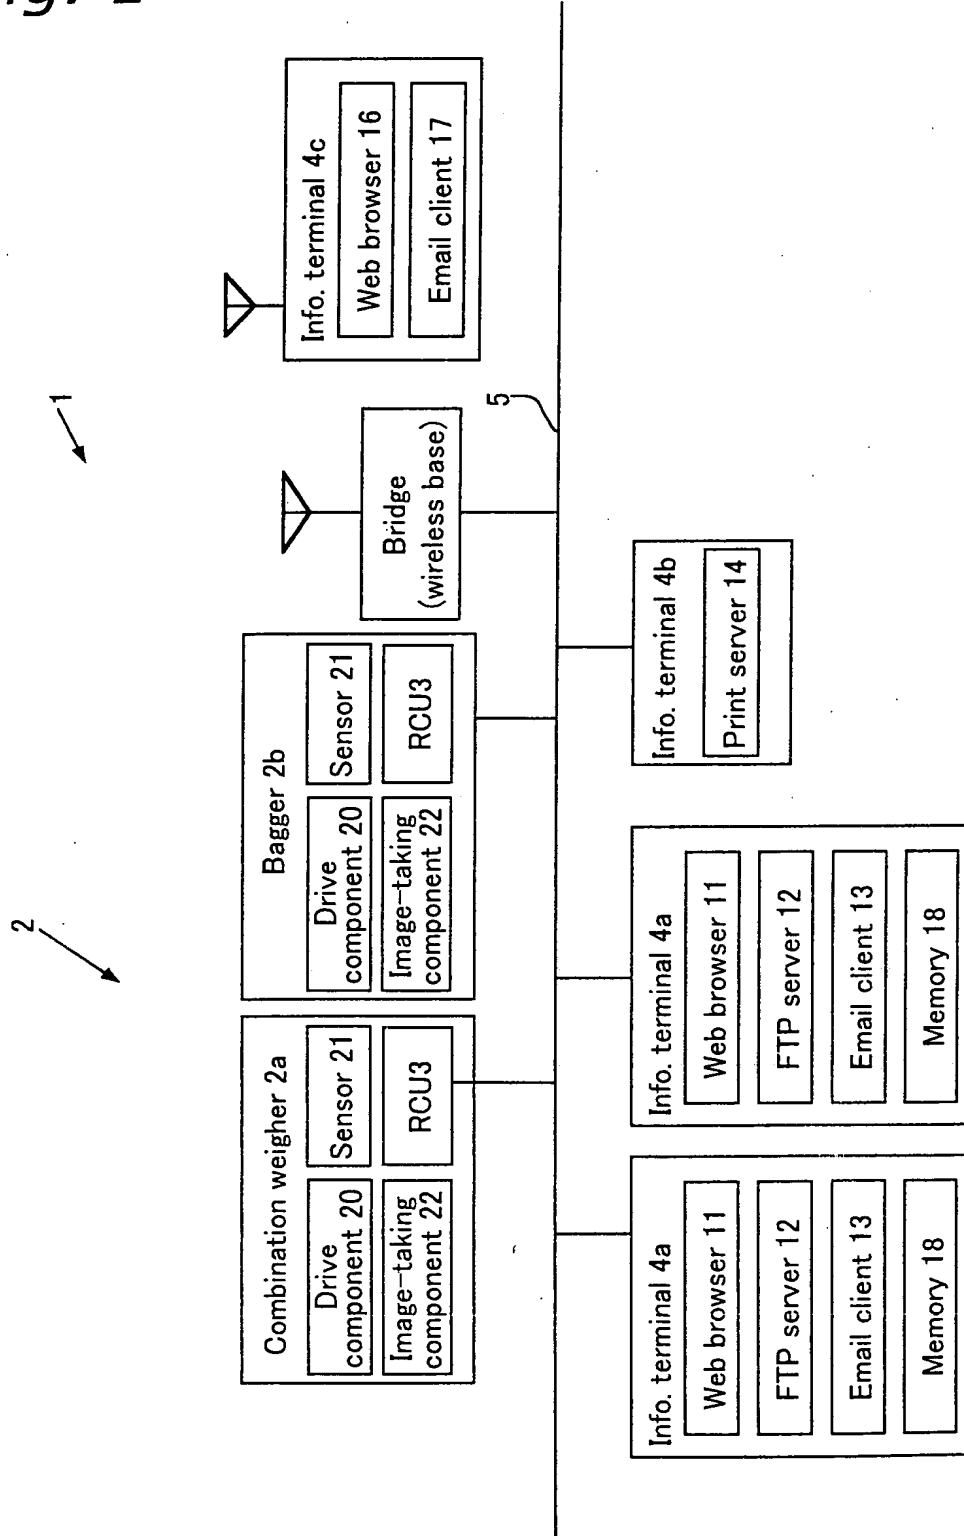 1
2
Combination weigher 2a
Drive
component 20
Sensor 21
Image-taking
component 22
RCU3
Bagger 2b
Drive
component 20
Sensor 21
Image-taking
component 22
RCU3
Bridge
(wireless base)
Info. terminal 4c
Web browser 16
Email client 17
5
Info. terminal 4a
Web browser 11
FTP server 12
Email client 13
Memory 18
Info. terminal 4a
Web browser 11
FTP server 12
Email client 13
Memory 18
Info. terminal 4b
Print server 14